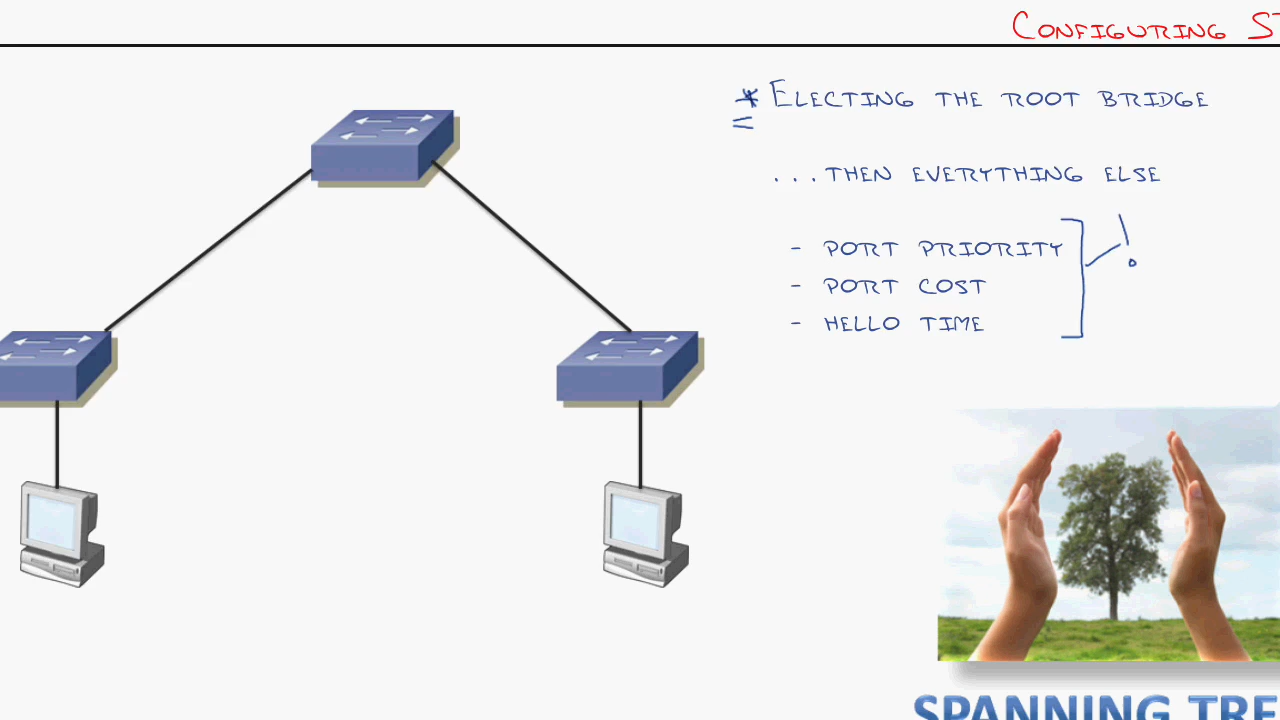 CONFIGURING S
* ELECTING THE ROOT BRIDGE
...THEN EVERYTHING ELSE
- PORT PRIORITY
- PORT COST
- HELLO TIME
!
SPANNING TRE